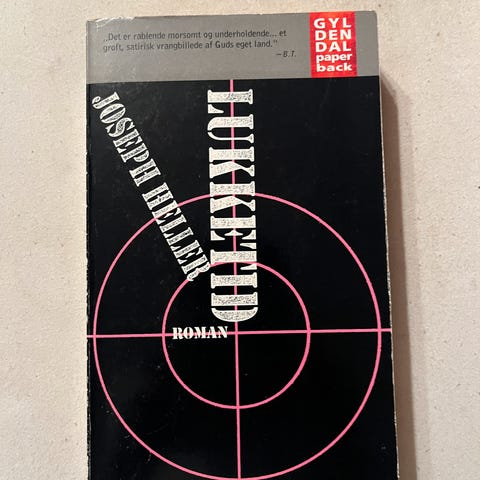 „Det er rablende morsomt og underholdende... et
groft, satirisk vrangbillede af Guds eget land."
—B.T.
GYL
DEN
DAL
paper
back
JOSEPH HELLER
LUKKETID
ROMAN